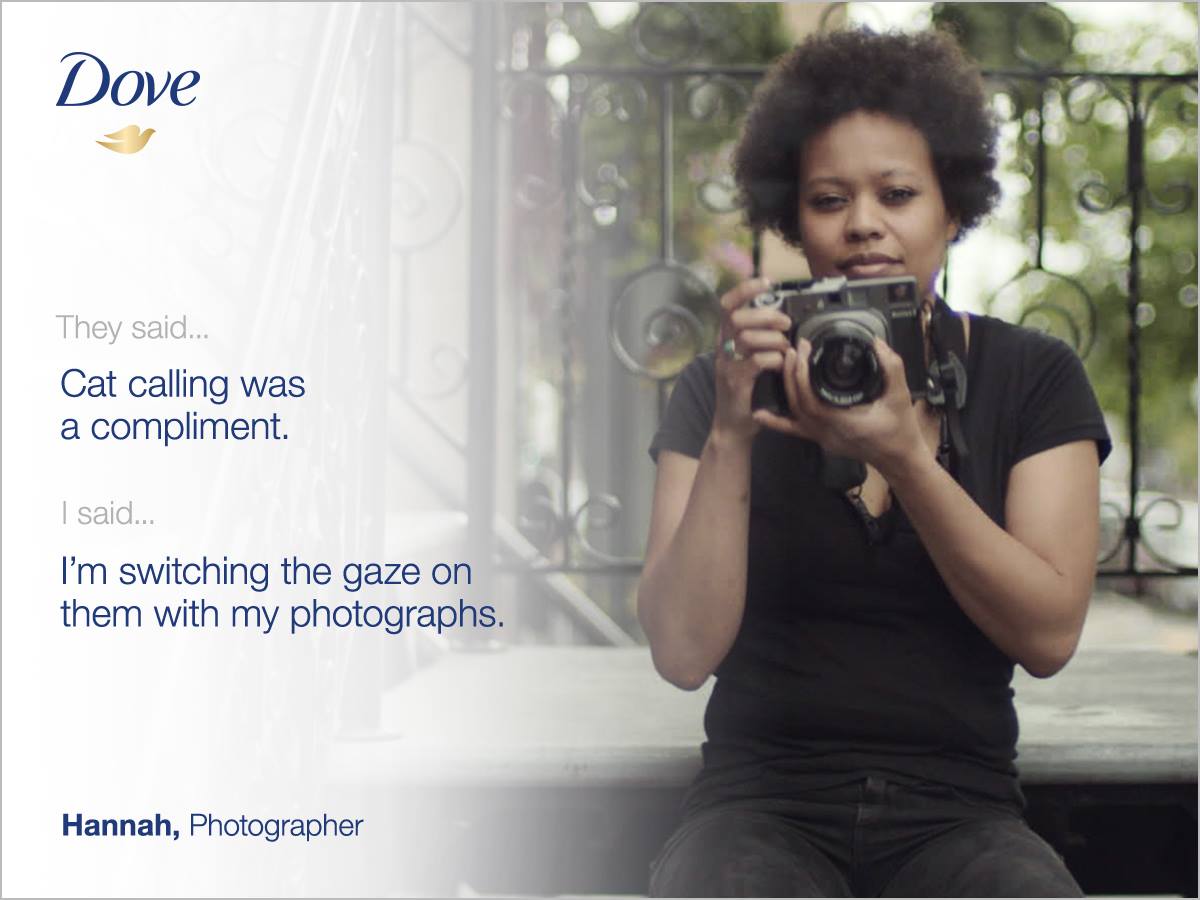 Dove
They said...
Cat calling was
a compliment.
I said...
I'm switching the gaze on
them with my photographs.
Hannah, Photographer